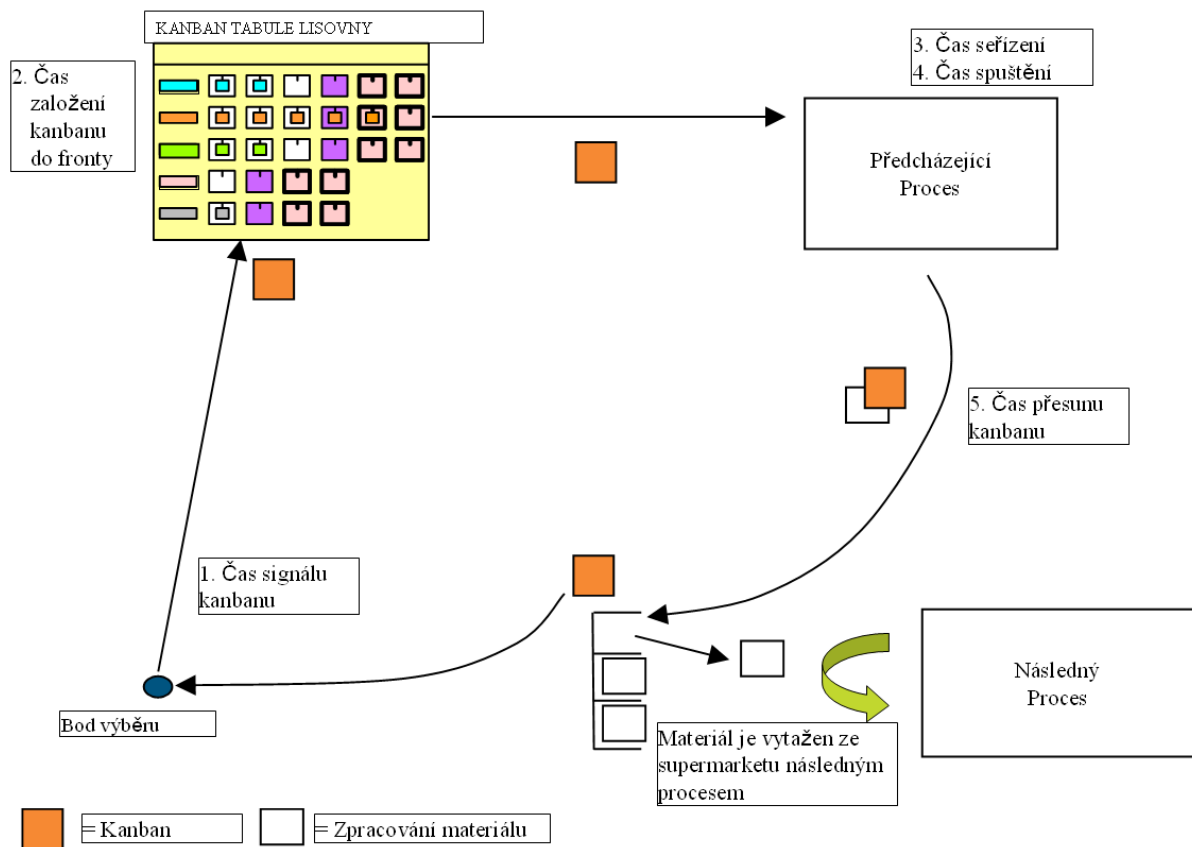 KANBAN TABULE LISOVNY
2. Čas
založení
kanbanu
do fronty
3. Čas seřízení
4. Čas spuštění
Předcházející
Proces
5. Čas přesunu
kanbanu
1. Čas signálu
kanbanu
Bod výběru
Materiál je vytažen ze
supermarketu následným
procesem
Následný
Proces
= Kanban
= Zpracování materiálu